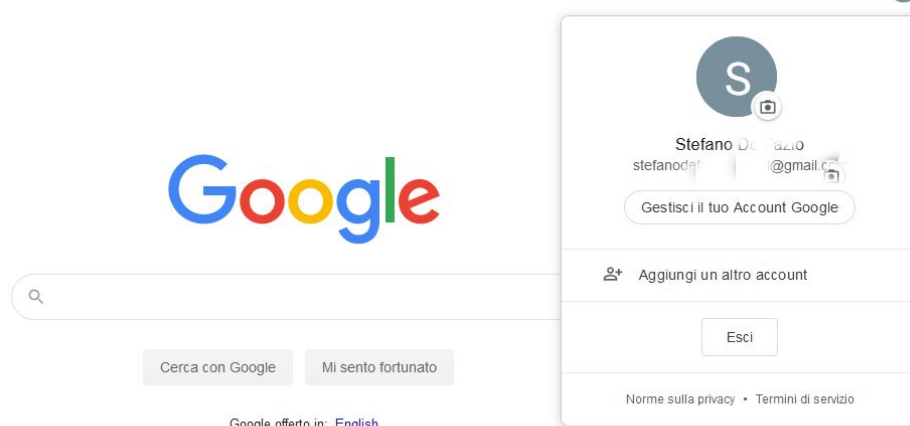 S
Stefano
@gmail.
Google
Gestisci il tuo Account Google
Aggiungi un altro account
Esci
Cerca con Google
Mi sento fortunato
Norme sulla privacy • Termini di servizio
Google offerto in: English